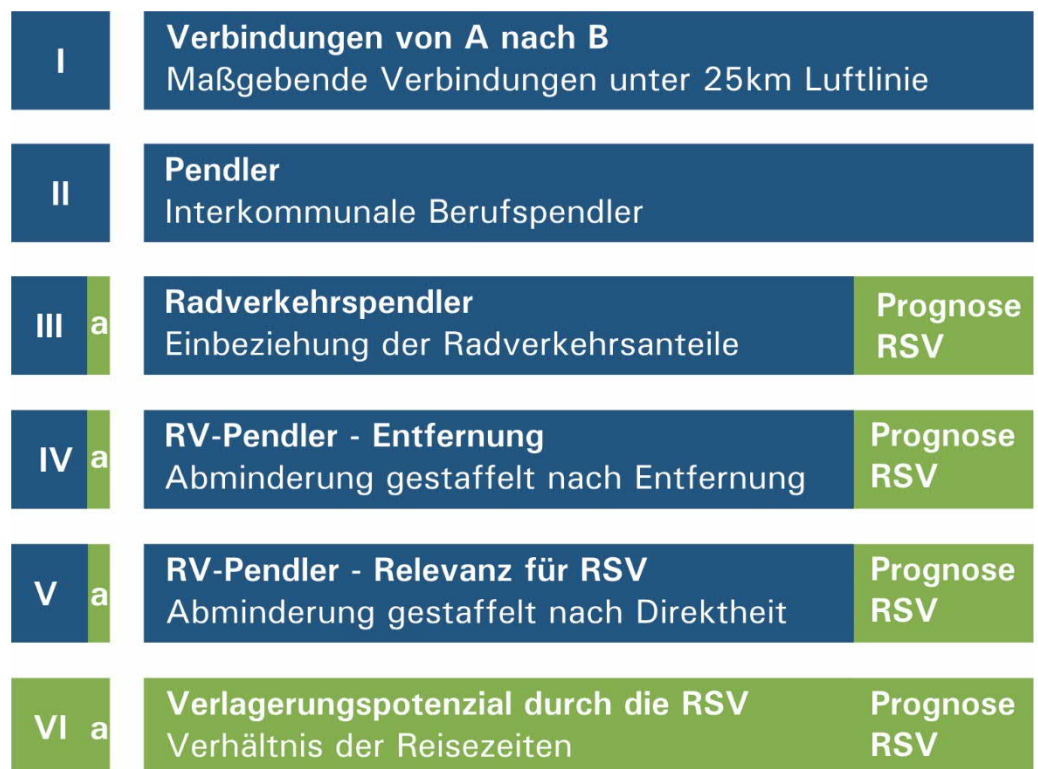 I
Verbindungen von A nach B
Maßgebende Verbindungen unter 25km Luftlinie
II
Pendler
Interkommunale Berufspendler
III a
Radverkehrspendler
Einbeziehung der Radverkehrsanteile
Prognose
RSV
IV a
RV-Pendler - Entfernung
Abminderung gestaffelt nach Entfernung
Prognose
RSV
V a
RV-Pendler - Relevanz für RSV
Abminderung gestaffelt nach Direktheit
Prognose
RSV
VI a
Verlagerungspotenzial durch die RSV
Verhältnis der Reisezeiten
Prognose
RSV